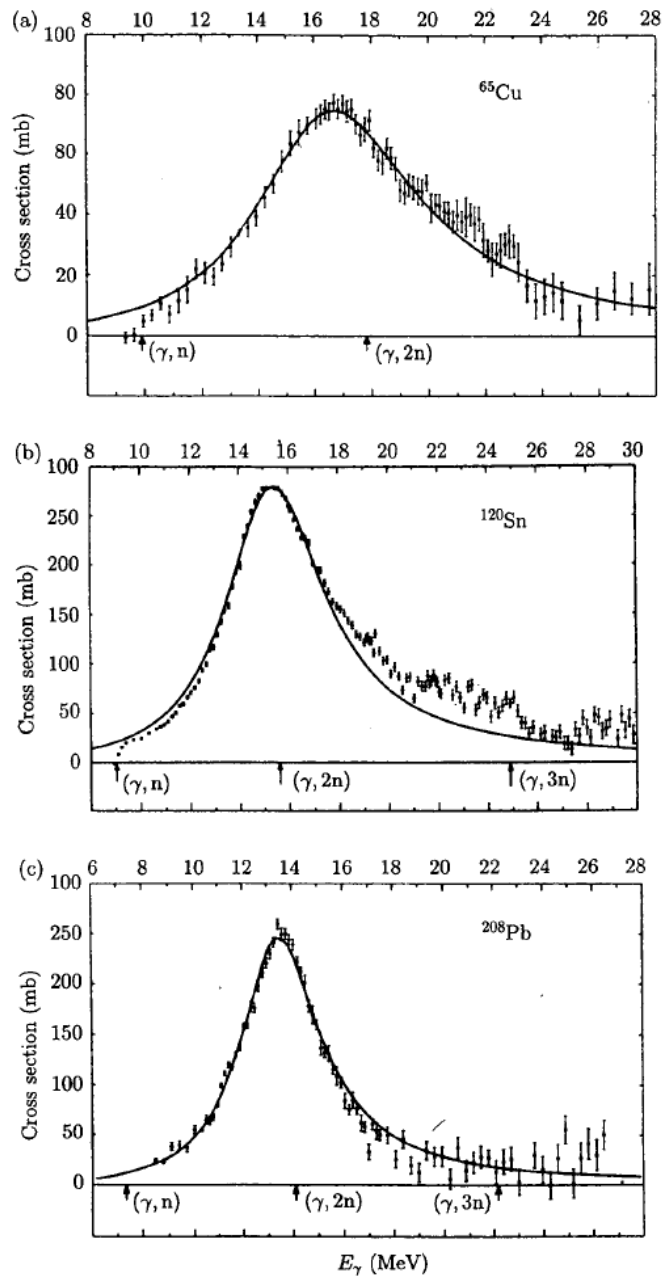 (a) 8 10 12 14 16 18 20 22 24 26 28
100
80
80
40
20
0
Cross section (mb)
⁶⁵Cu
(γ, n)
(γ, 2n)
(b) 8 10 12 14 16 18 20 22 24 26 28 30
100
250
200
150
100
50
0
Cross section (mb)
¹²⁰Sn
(γ, n)
(γ, 2n)
(γ, 3n)
(c) 6 8 10 12 14 16 18 20 22 24 26 28
100
250
200
150
100
50
0
Cross section (mb)
²⁰⁸Pb
(γ, n)
(γ, 2n)
(γ, 3n)
Eγ (MeV)